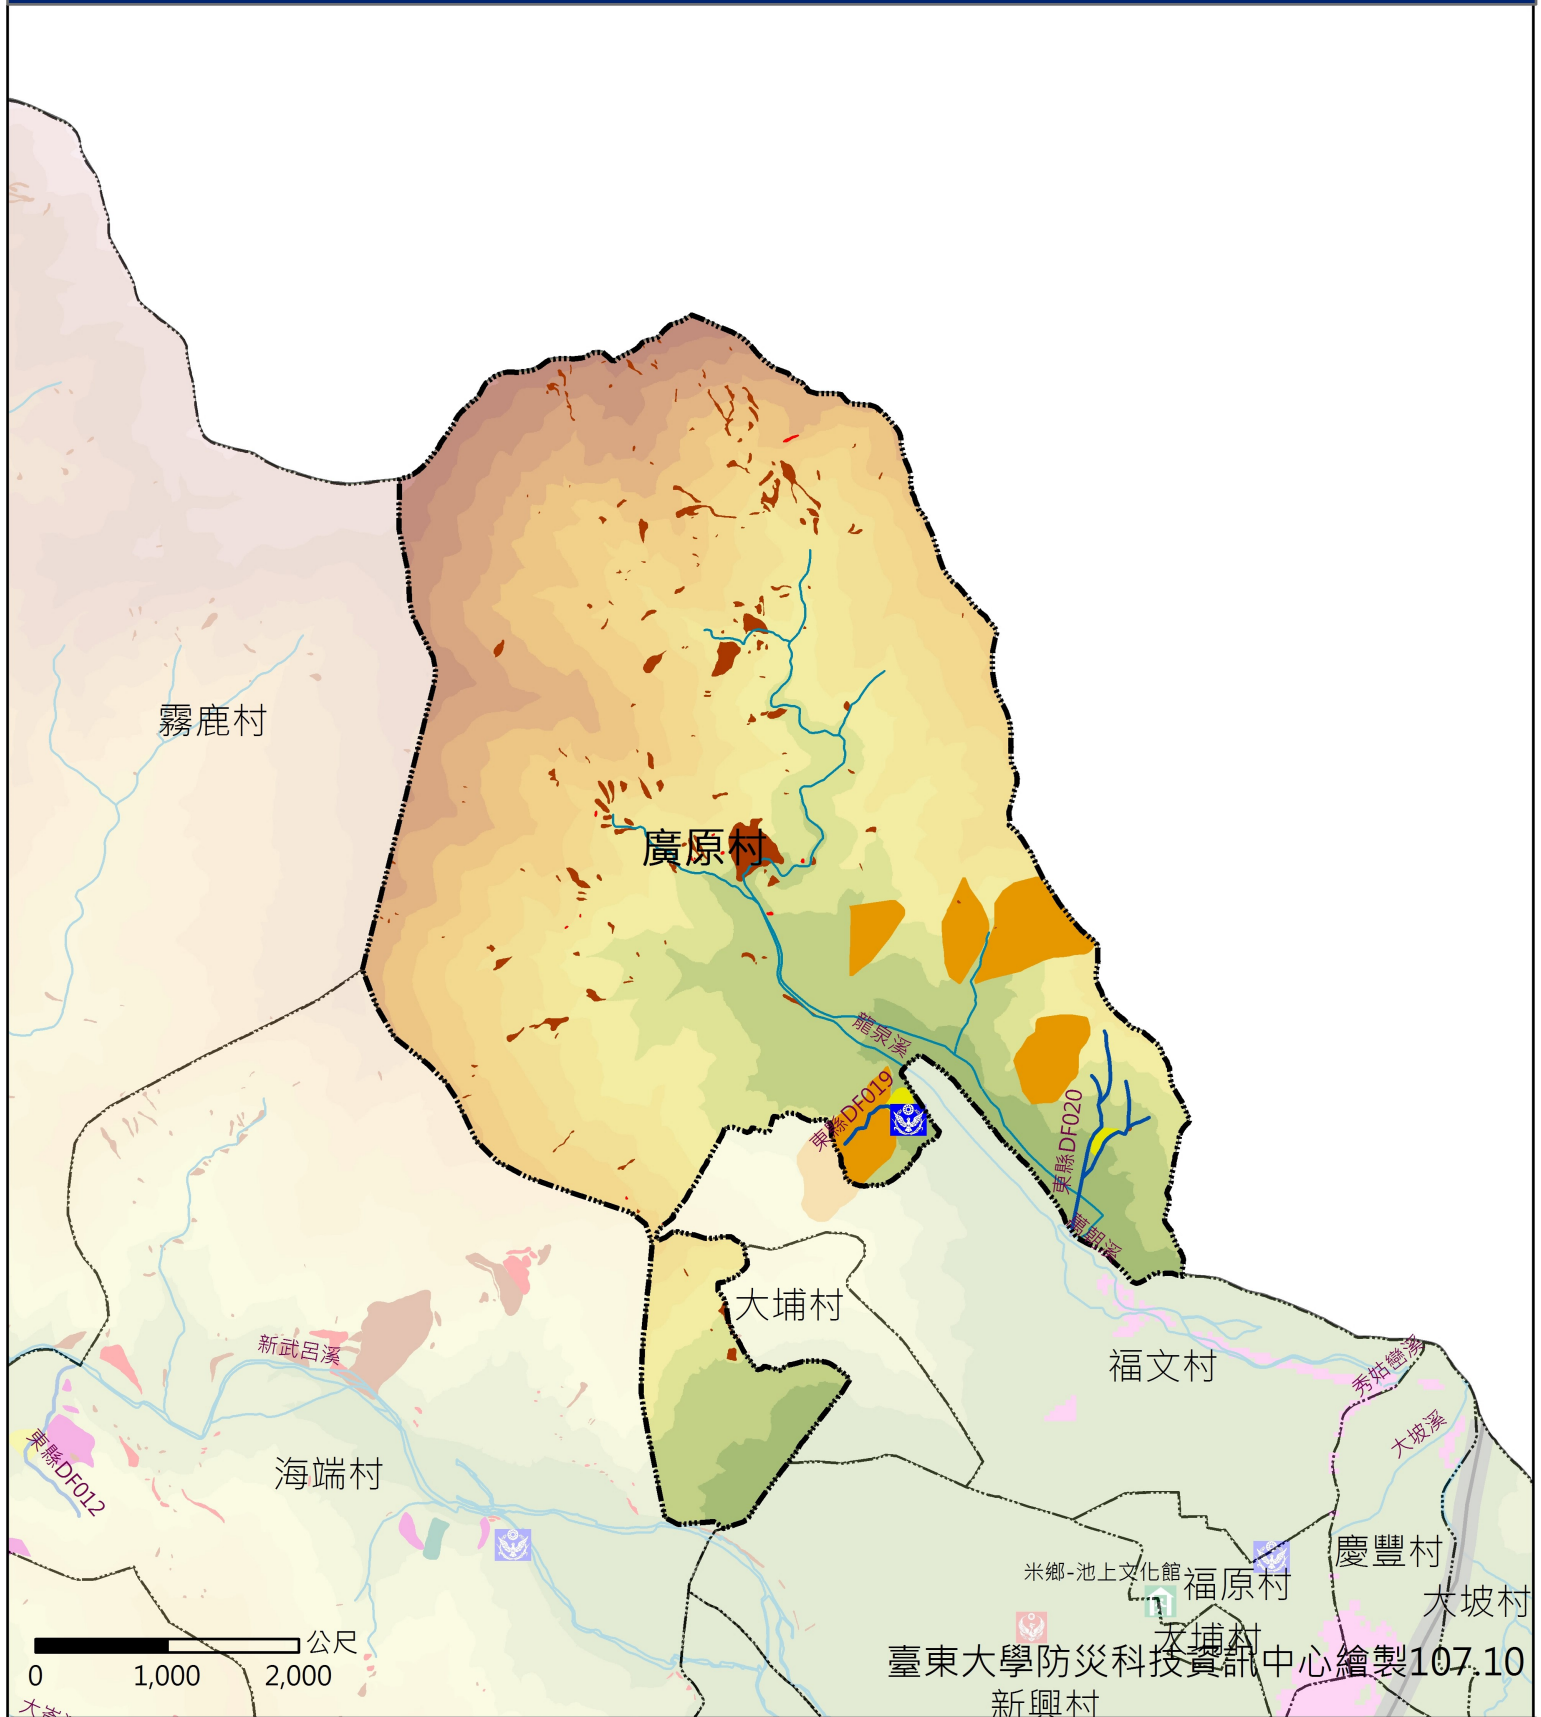 霧鹿村
廣原村
龍泉溪
東縣DF019
東縣DF020
萬朝溪
大埔村
新武呂溪
福文村
秀姑巒溪
大坡溪
東縣DF012
海端村
慶豐村
米鄉-池上文化館
福原村
大坡村
大埔村
公尺
0 1,000 2,000
臺東大學防災科技資訊中心繪製107.10
新興村